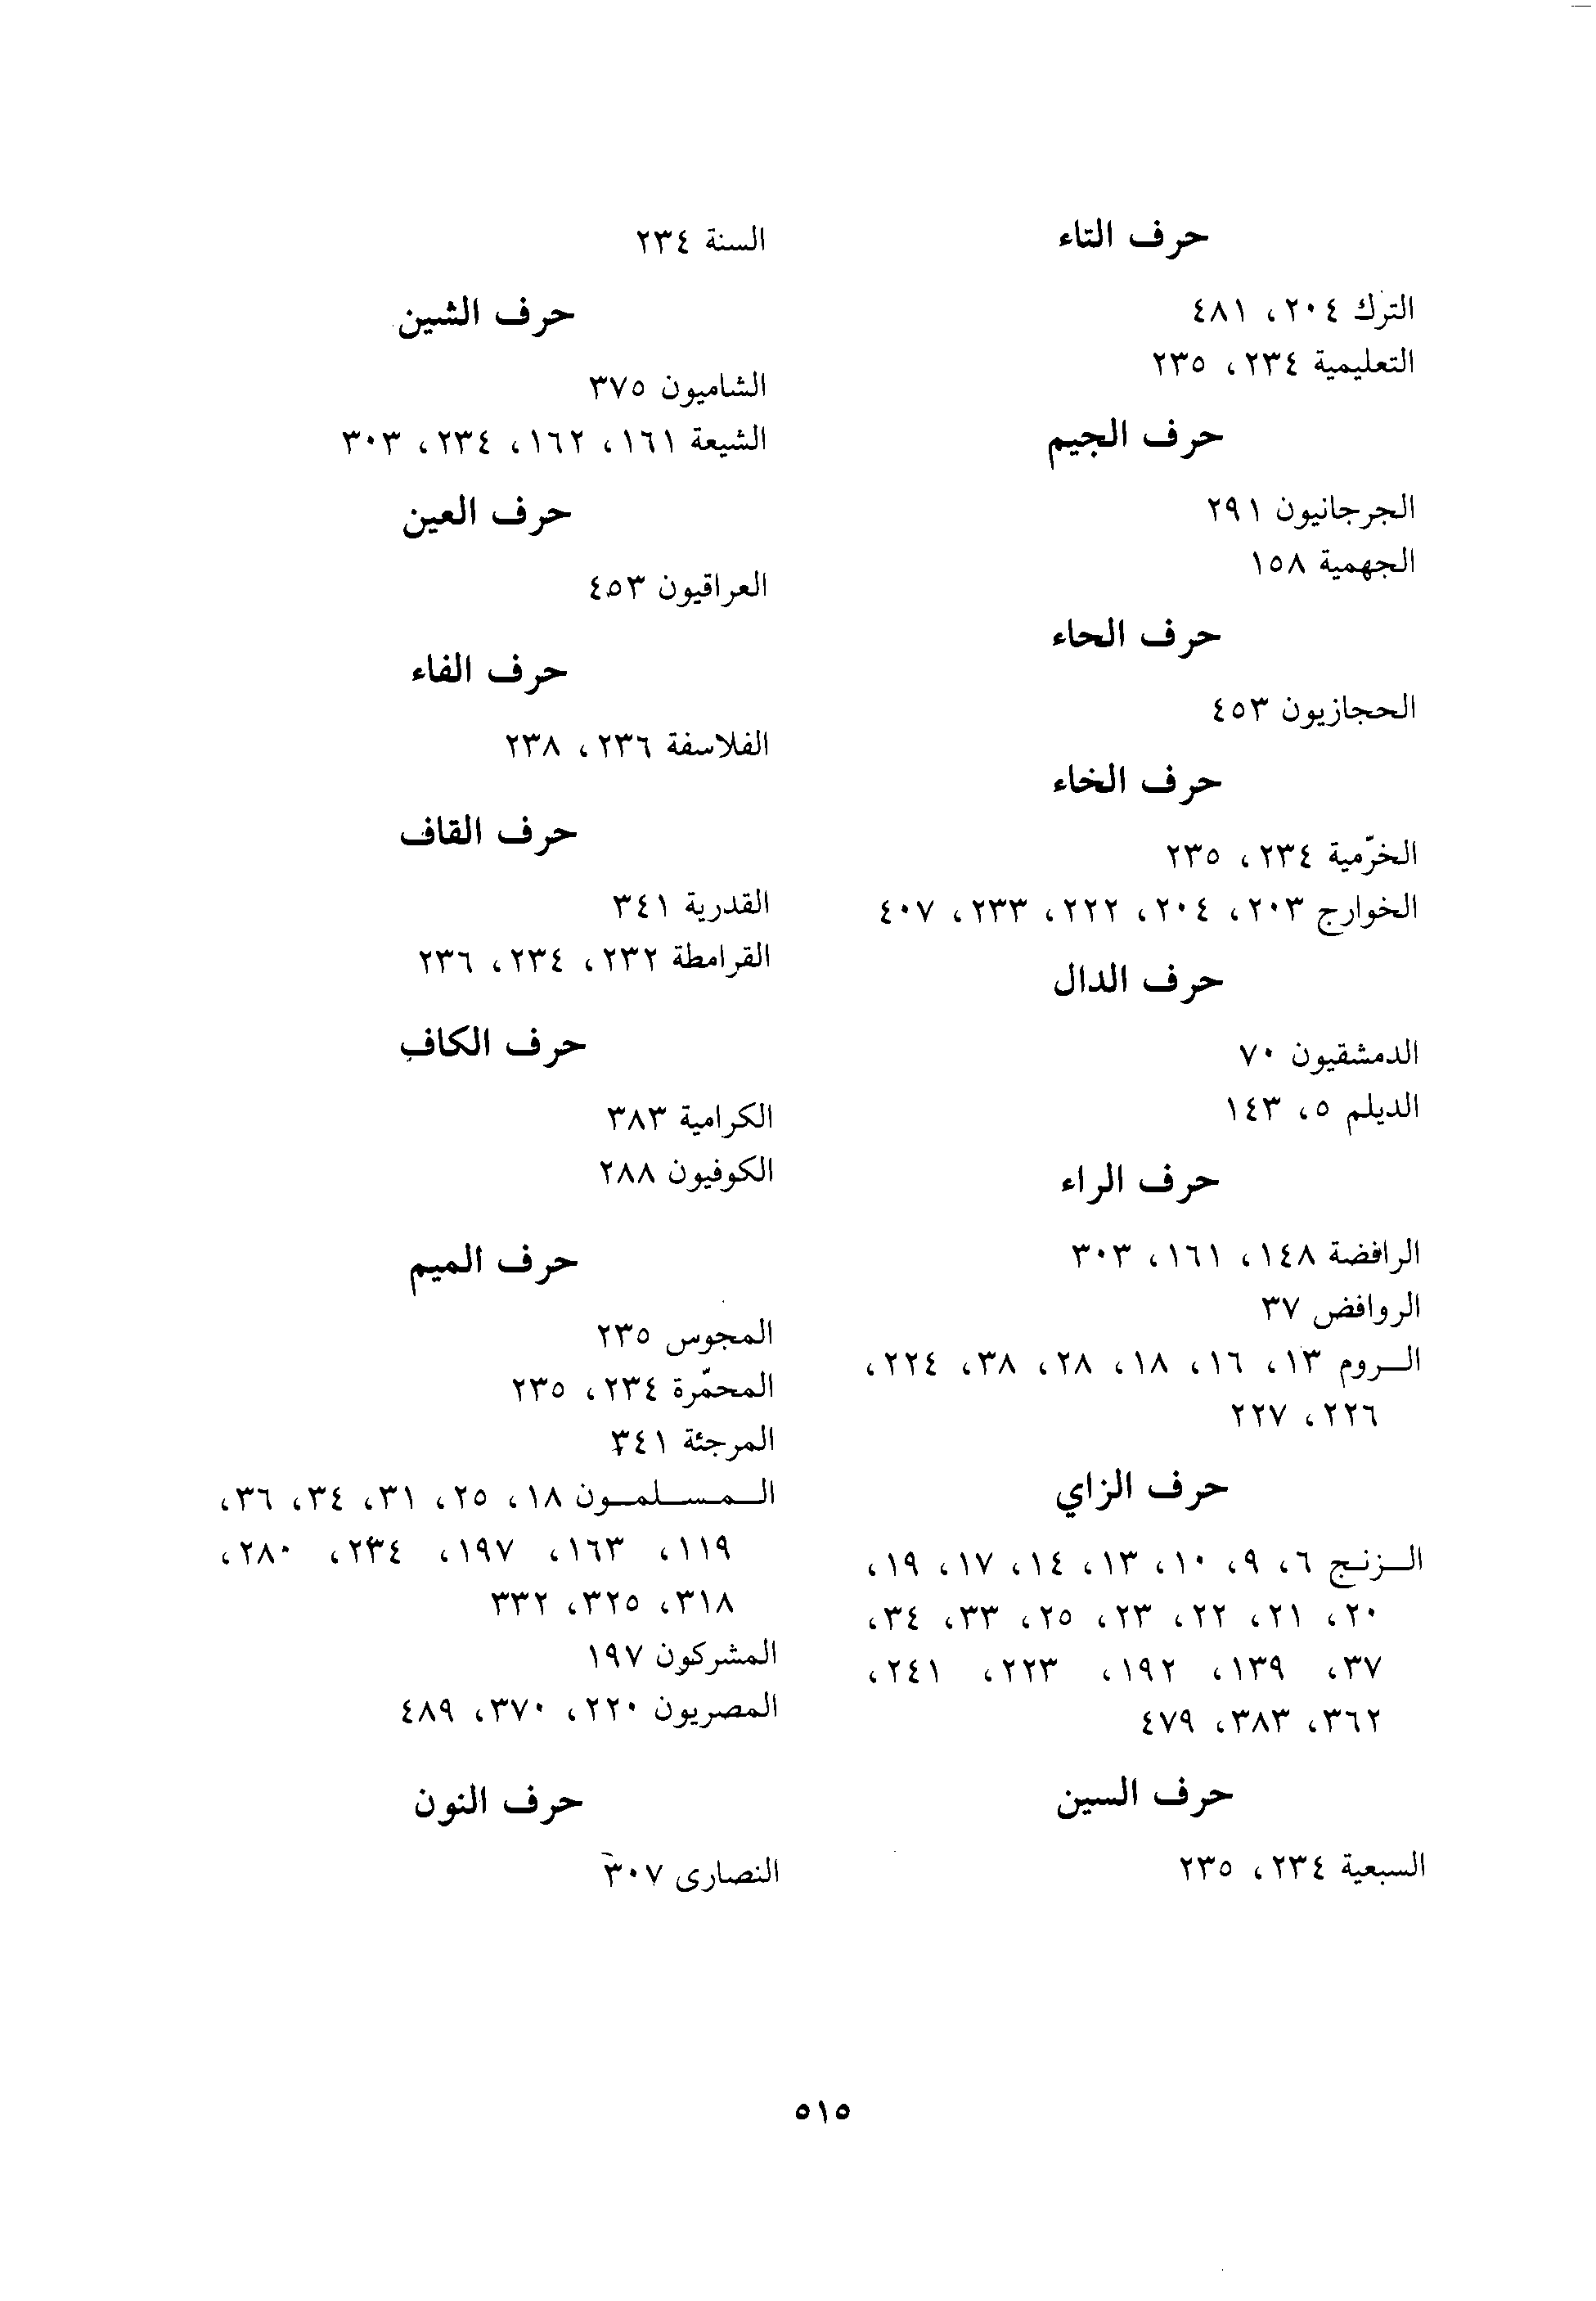 حرف التاء
الترك ٢٠٤، ٤٨١
التعليمية ٢٣٤، ٢٣٥
حرف الجيم
الجرجانيون ٢٩١
الجهمية ١٥٨
حرف الحاء
الحجازيون ٤٥٣
حرف الخاء
الخرّمية ٢٣٤، ٢٣٥
الخوارج ٢٠٣، ٢٠٤، ٢٢٢، ٢٣٣، ٤٠٧
حرف الدال
الدمشقيون ٧٠
الديلم ٥، ١٤٣
حرف الراء
الرافضة ١٤٨، ١٦١، ٣٠٣
الروافض ٣٧
الـروم ١٣، ١٦، ١٨، ٢٨، ٣٨، ٢٢٤،
٢٢٦، ٢٢٧
حرف الزاي
الـزنـج ٦، ٩، ١٠، ١٣، ١٤، ١٧، ١٩،
٢٠، ٢١، ٢٢، ٢٣، ٢٥، ٣٣، ٣٤،
٣٧، ١٣٩، ١٩٢، ٢٢٣، ٢٤١،
٣٦٢، ٣٨٣، ٤٧٩
حرف السين
السبعية ٢٣٤، ٢٣٥
السنة ٢٣٤
حرف الشين
الشاميون ٣٧٥
الشيعة ١٦١، ١٦٢، ٢٣٤، ٣٠٣
حرف العين
العراقيون ٤٥٣
حرف الفاء
الفلاسفة ٢٣٦، ٢٣٨
حرف القاف
القدرية ٣٤١
القرامطة ٢٣٢، ٢٣٤، ٢٣٦
حرف الكاف
الكرامية ٣٨٣
الكوفيون ٢٨٨
حرف الميم
المجوس ٢٣٥
المحمّرة ٢٣٤، ٢٣٥
المرجئة ٣٤١
الـمـسـلـمـون ١٨، ٢٥، ٣١، ٣٤، ٣٦،
١١٩، ١٦٣، ١٩٧، ٢٣٤، ٢٨٠،
٣١٨، ٣٢٥، ٣٣٢
المشركون ١٩٧
المصريون ٢٢٠، ٣٧٠، ٤٨٩
حرف النون
النصارى ٣٠٧
٥١٥